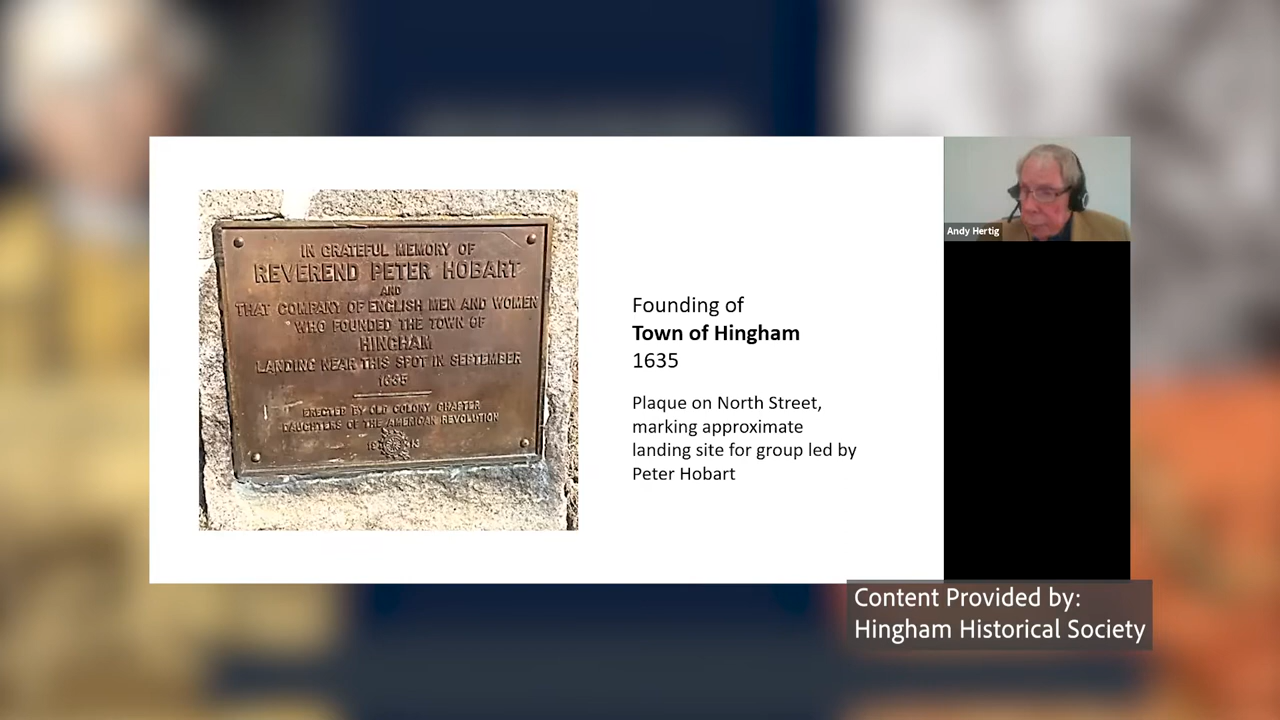 IN GRATEFUL MEMORY OF
REVEREND PETER HOBART
AND
THAT COMPANY OF ENGLISH MEN AND WOMEN
WHO FOUNDED THE TOWN OF
HINGHAM
LANDING NEAR THIS SPOT IN SEPTEMBER
1635
ERECTED BY OLD COLONY CHAPTER
DAUGHTERS OF THE AMERICAN REVOLUTION
19 13
Founding of
Town of Hingham
1635
Plaque on North Street,
marking approximate
landing site for group led by
Peter Hobart
Andy Hertig
Content Provided by:
Hingham Historical Society